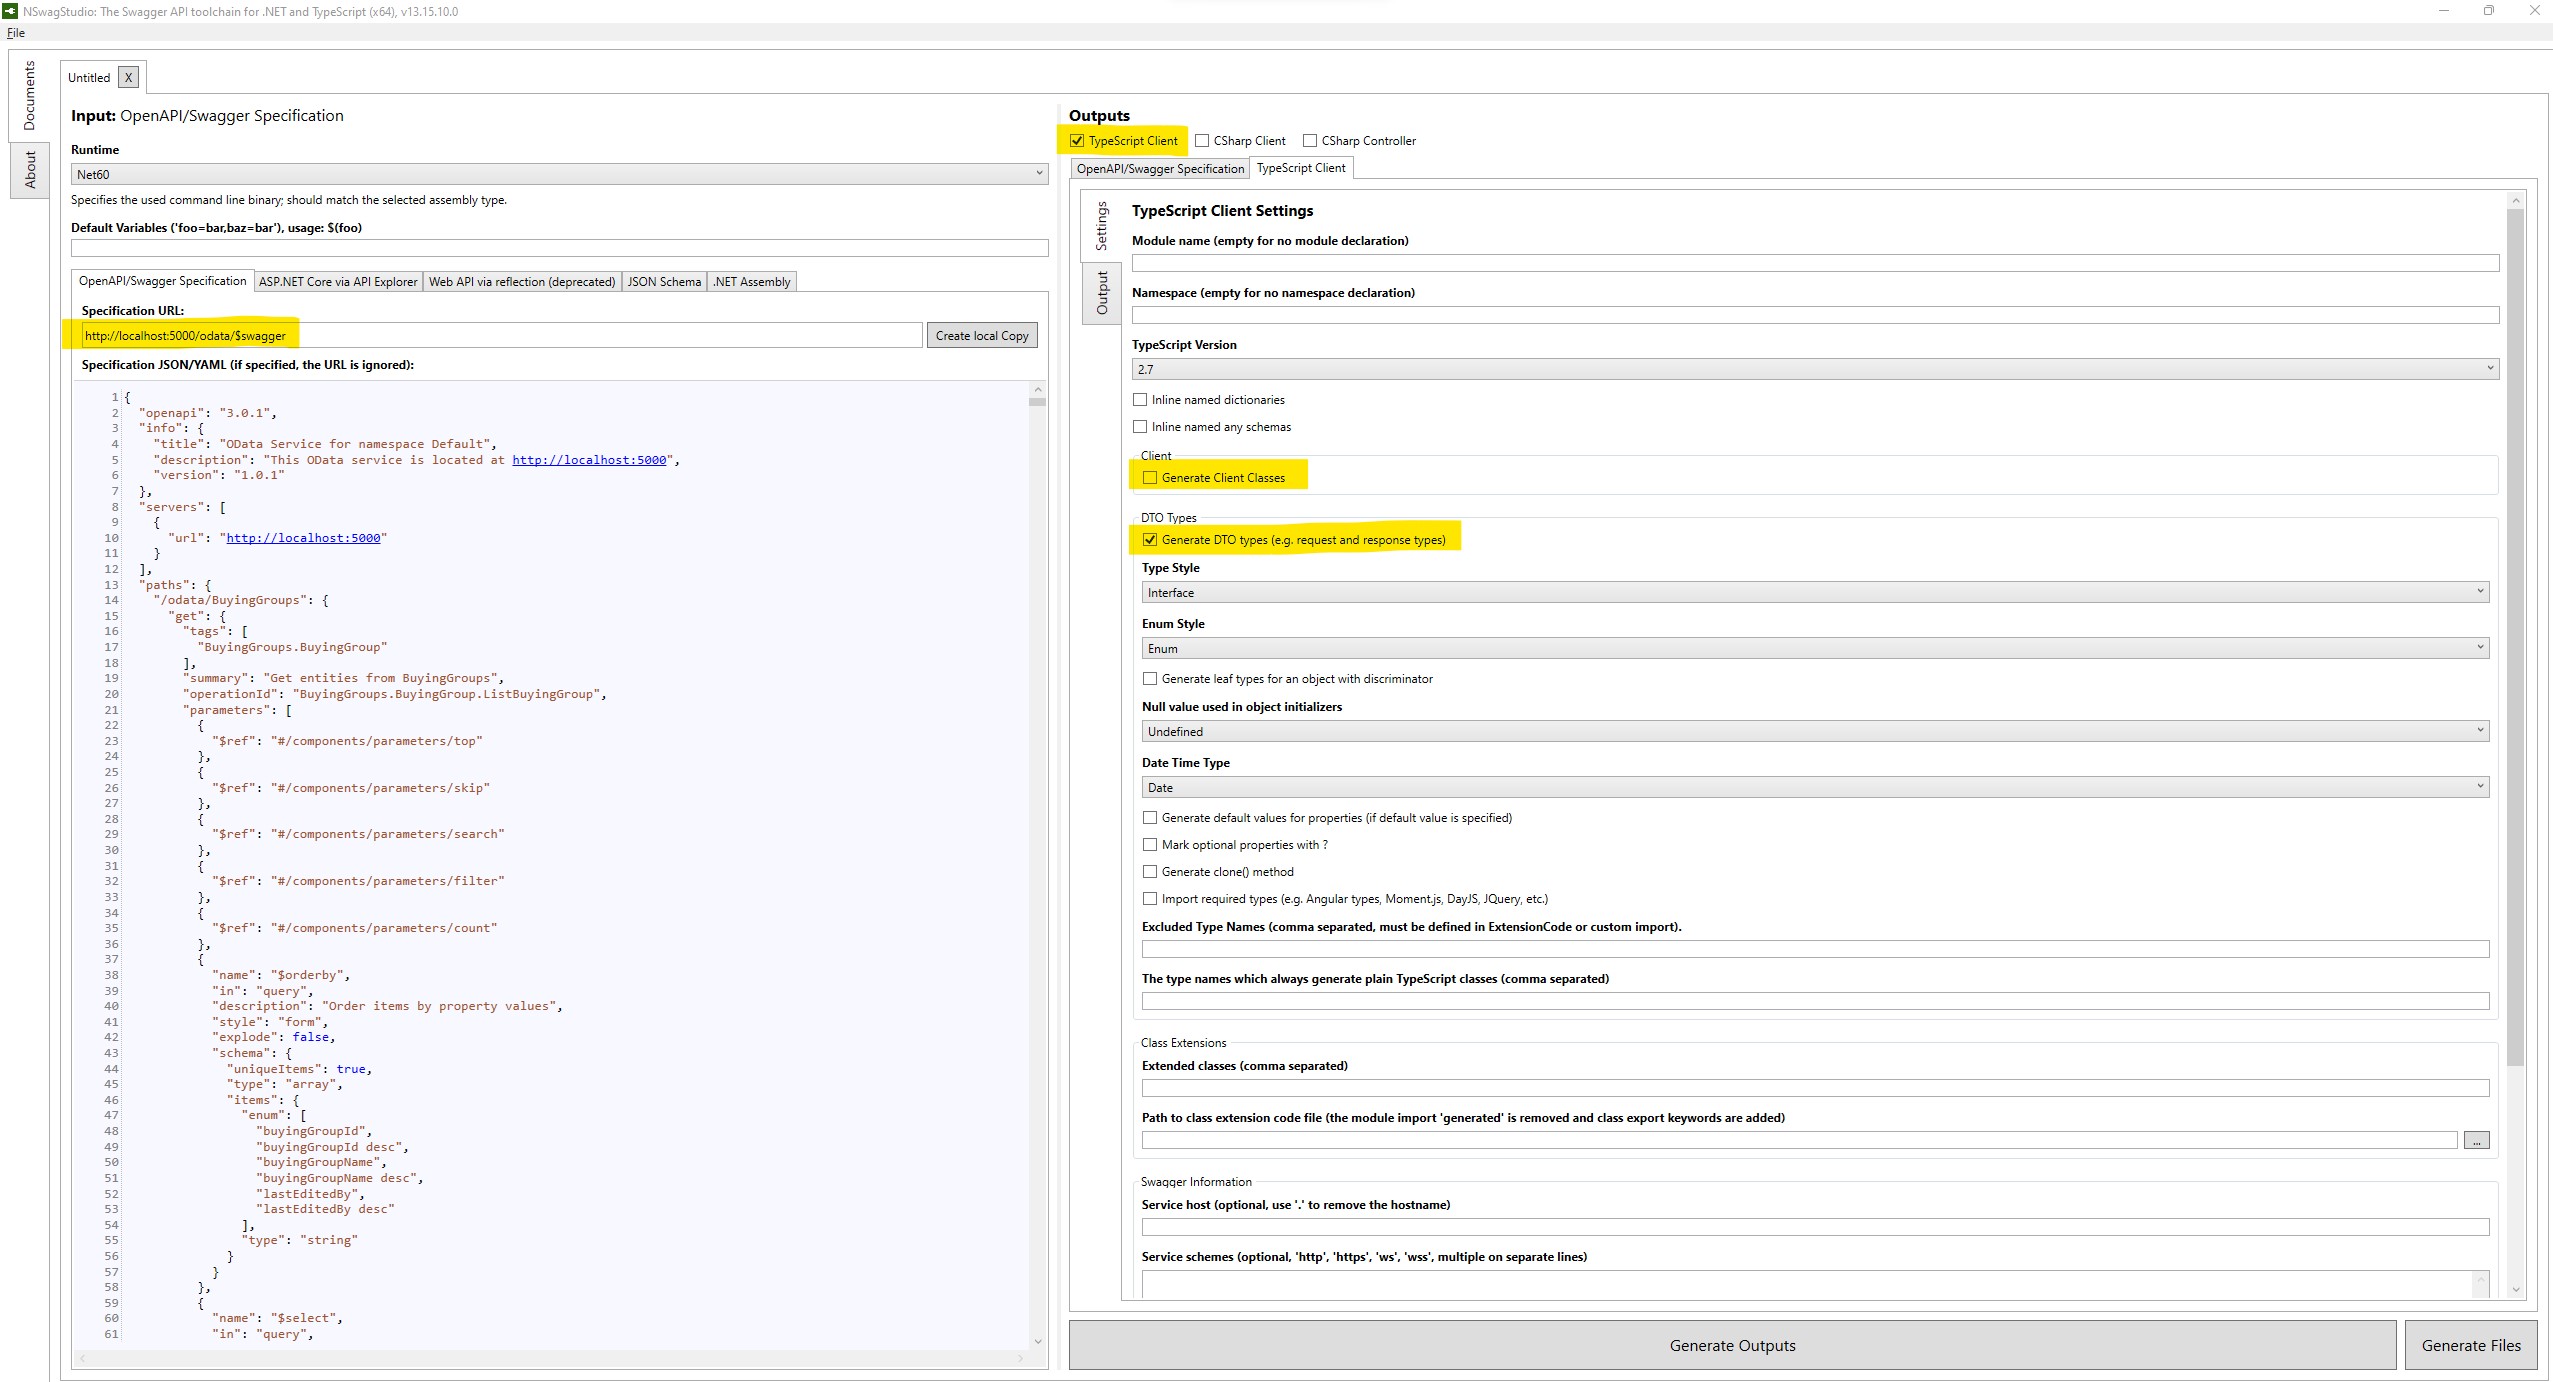 NSwagStudio: The Swagger API toolchain for .NET and TypeScript (x64), v13.15.10.0
File
Documents
About
Untitled X
Input: OpenAPI/Swagger Specification
Runtime
Net60
Specifies the used command line binary; should match the selected assembly type.
Default Variables ('foo=bar,baz=bar'), usage: $(foo)
OpenAPI/Swagger Specification ASP.NET Core via API Explorer Web API via reflection (deprecated) JSON Schema .NET Assembly
Specification URL:
http://localhost:5000/odata/$swagger Create local Copy
Specification JSON/YAML (if specified, the URL is ignored):
1 {
2 "openapi": "3.0.1",
3 "info": {
4 "title": "OData Service for namespace Default",
5 "description": "This OData service is located at http://localhost:5000",
6 "version": "1.0.1"
7 },
8 "servers": [
9 {
10 "url": "http://localhost:5000"
11 }
12 ],
13 "paths": {
14 "/odata/BuyingGroups": {
15 "get": {
16 "tags": [
17 "BuyingGroups.BuyingGroup"
18 ],
19 "summary": "Get entities from BuyingGroups",
20 "operationId": "BuyingGroups.BuyingGroup.ListBuyingGroup",
21 "parameters": [
22 {
23 "$ref": "#/components/parameters/top"
24 },
25 {
26 "$ref": "#/components/parameters/skip"
27 },
28 {
29 "$ref": "#/components/parameters/search"
30 },
31 {
32 "$ref": "#/components/parameters/filter"
33 },
34 {
35 "$ref": "#/components/parameters/count"
36 },
37 {
38 "name": "$orderby",
39 "in": "query",
40 "description": "Order items by property values",
41 "style": "form",
42 "explode": false,
43 "schema": {
44 "uniqueItems": true,
45 "type": "array",
46 "items": {
47 "enum": [
48 "buyingGroupId",
49 "buyingGroupId desc",
50 "buyingGroupName",
51 "buyingGroupName desc",
52 "lastEditedBy",
53 "lastEditedBy desc"
54 ],
55 "type": "string"
56 }
57 }
58 },
59 {
60 "name": "$select",
61 "in": "query",
Outputs
TypeScript Client CSharp Client CSharp Controller
OpenAPI/Swagger Specification TypeScript Client
Settings
Output
TypeScript Client Settings
Module name (empty for no module declaration)
Namespace (empty for no namespace declaration)
TypeScript Version
2.7
Inline named dictionaries
Inline named any schemas
Client
Generate Client Classes
DTO Types
Generate DTO types (e.g. request and response types)
Type Style
Interface
Enum Style
Enum
Generate leaf types for an object with discriminator
Null value used in object initializers
Undefined
Date Time Type
Date
Generate default values for properties (if default value is specified)
Mark optional properties with ?
Generate clone() method
Import required types (e.g. Angular types, Moment.js, DayJS, JQuery, etc.)
Excluded Type Names (comma separated, must be defined in ExtensionCode or custom import).
The type names which always generate plain TypeScript classes (comma separated)
Class Extensions
Extended classes (comma separated)
Path to class extension code file (the module import 'generated' is removed and class export keywords are added)
...
Swagger Information
Service host (optional, use '.' to remove the hostname)
Service schemes (optional, 'http', 'https', 'ws', 'wss', multiple on separate lines)
Generate Outputs
Generate Files